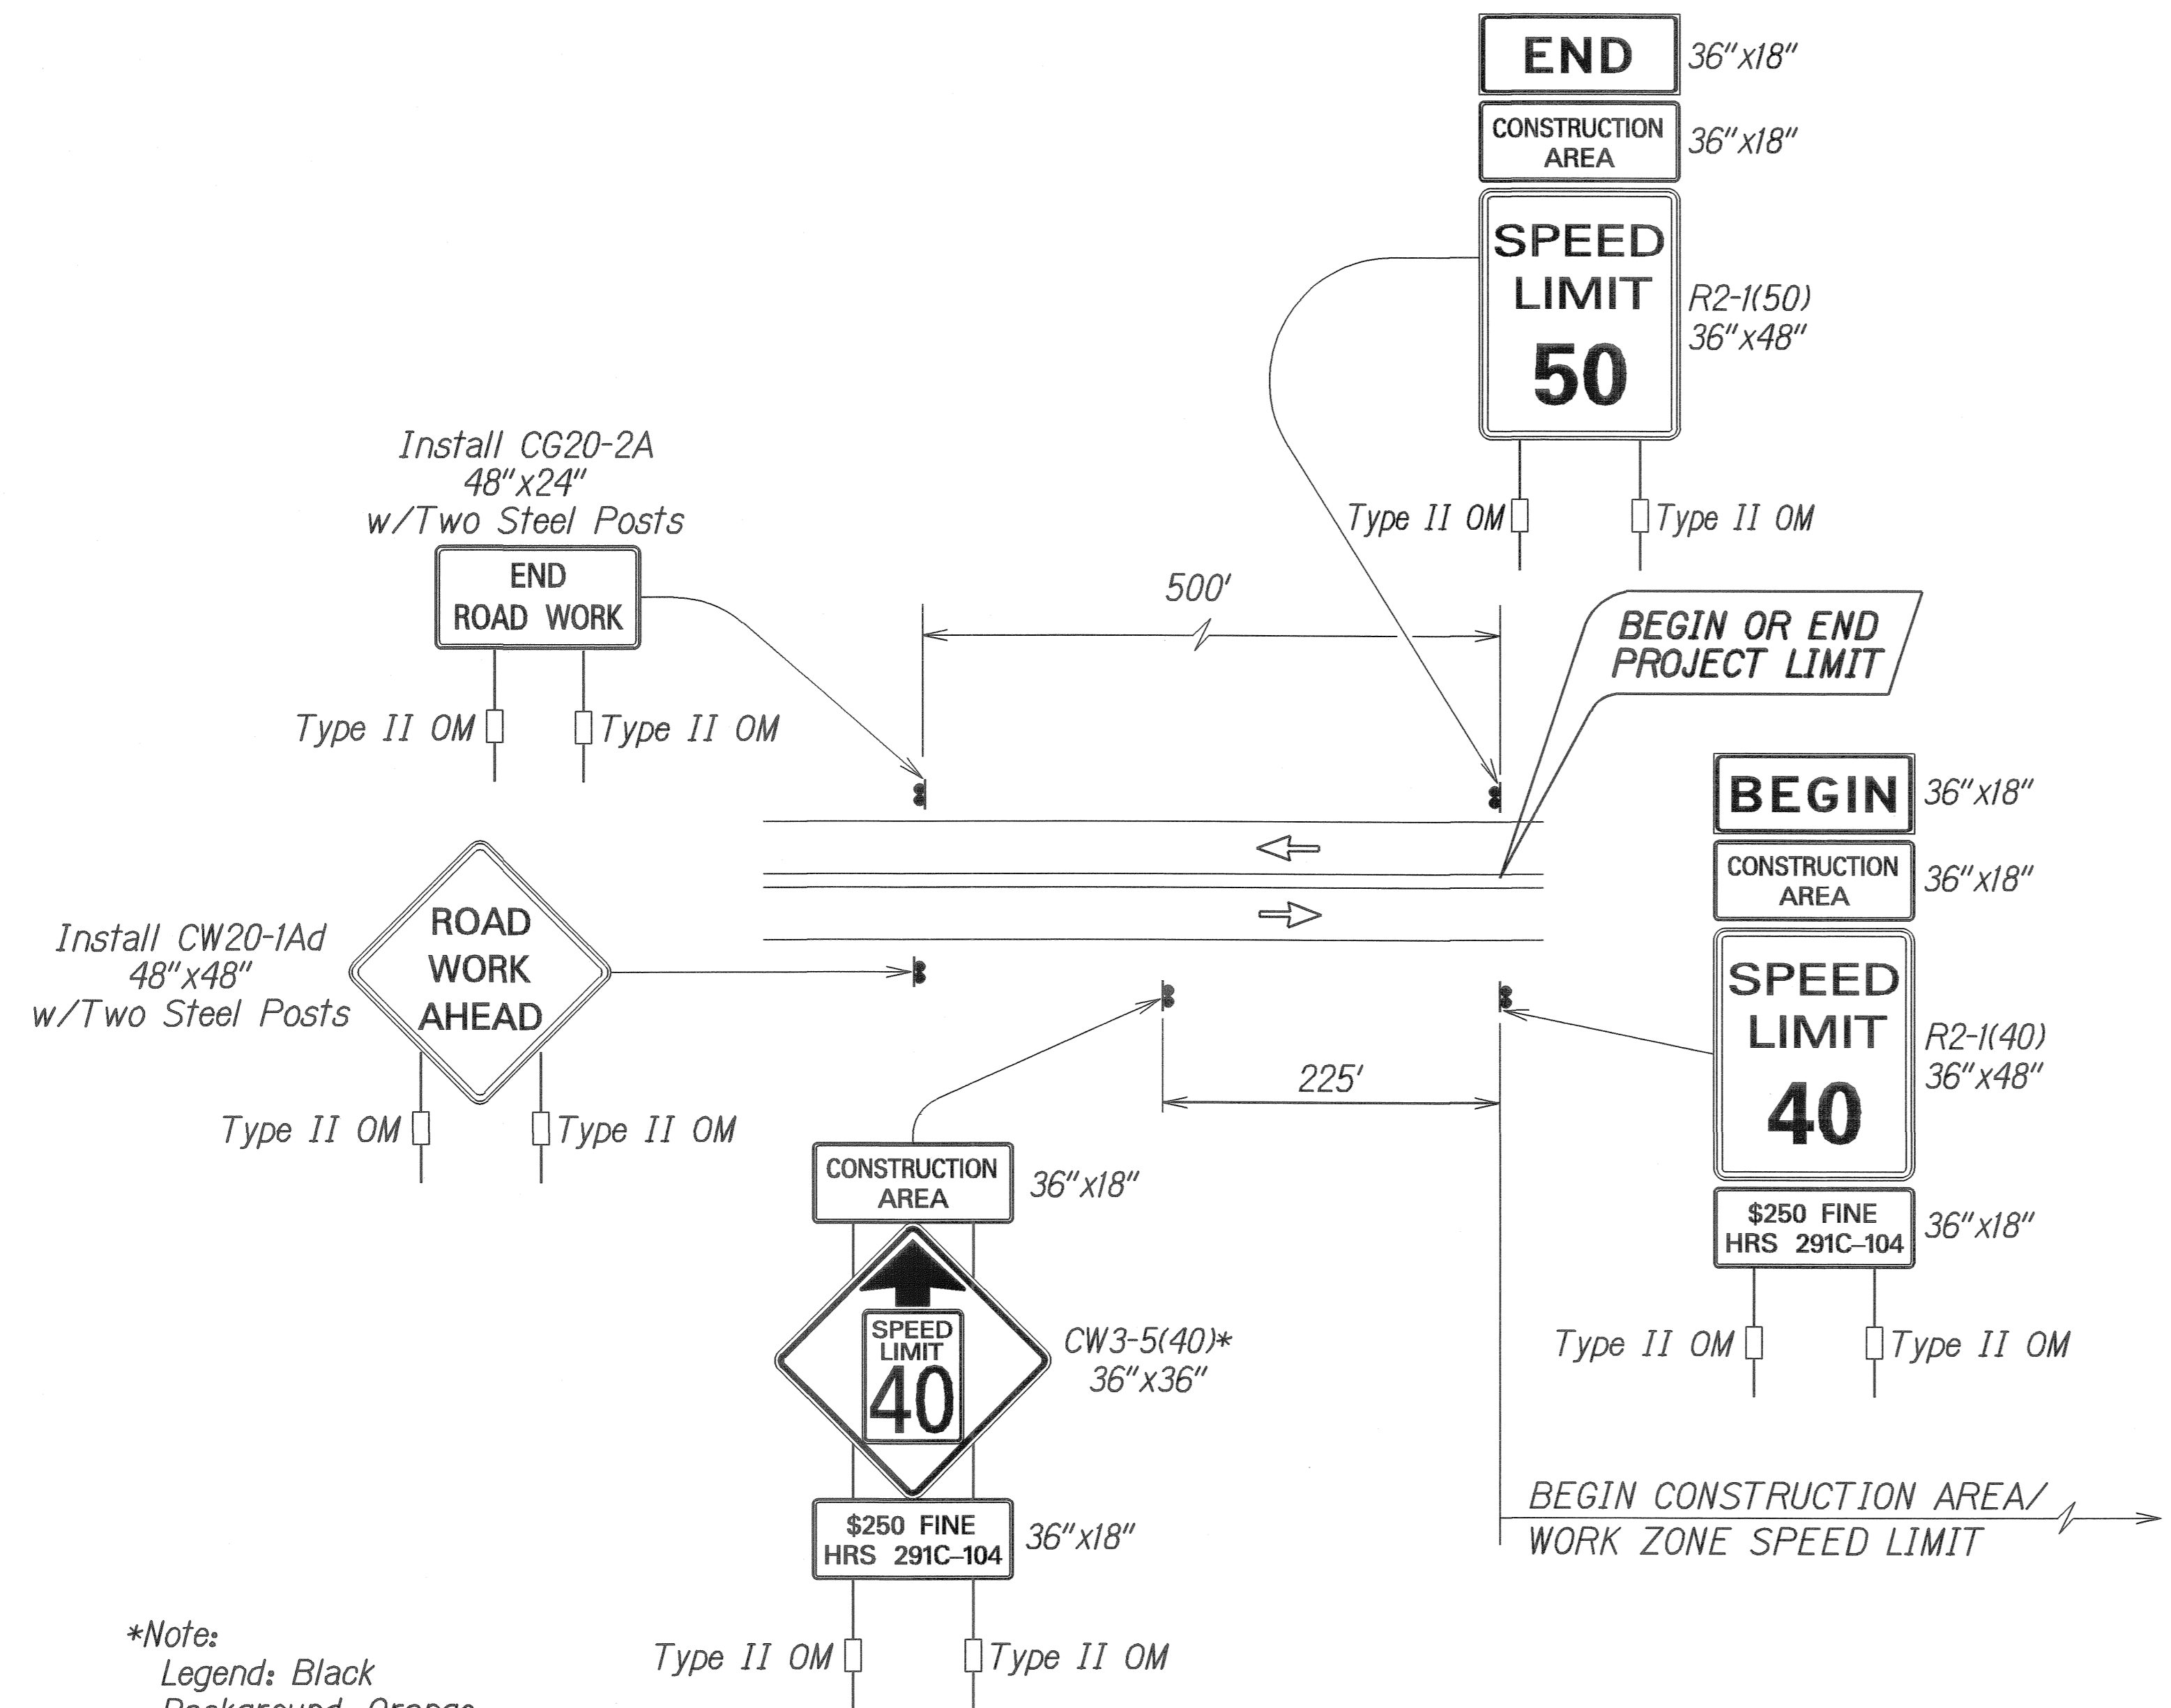 END
36"x18"
CONSTRUCTION
AREA
36"x18"
SPEED
LIMIT
50
R2-1(50)
36"x48"
Type II OM
Type II OM
Install CG20-2A
48"x24"
w/Two Steel Posts
END
ROAD WORK
Type II OM
Type II OM
500'
BEGIN OR END
PROJECT LIMIT
BEGIN
36"x18"
CONSTRUCTION
AREA
36"x18"
SPEED
LIMIT
40
R2-1(40)
36"x48"
$250 FINE
HRS 291C–104
36"x18"
Type II OM
Type II OM
Install CW20-1Ad
48"x48"
w/Two Steel Posts
ROAD
WORK
AHEAD
Type II OM
Type II OM
225'
CONSTRUCTION
AREA
36"x18"
SPEED
LIMIT
40
CW3-5(40)*
36"x36"
$250 FINE
HRS 291C–104
36"x18"
Type II OM
Type II OM
BEGIN CONSTRUCTION AREA/
WORK ZONE SPEED LIMIT
*Note:
Legend: Black
Background Orange